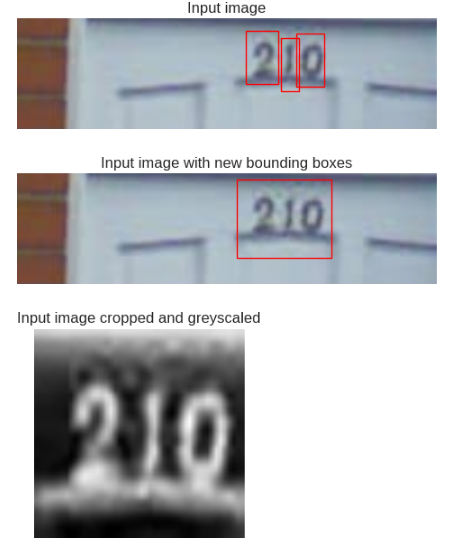 Input image
210
Input image with new bounding boxes
210
Input image cropped and greyscaled
210